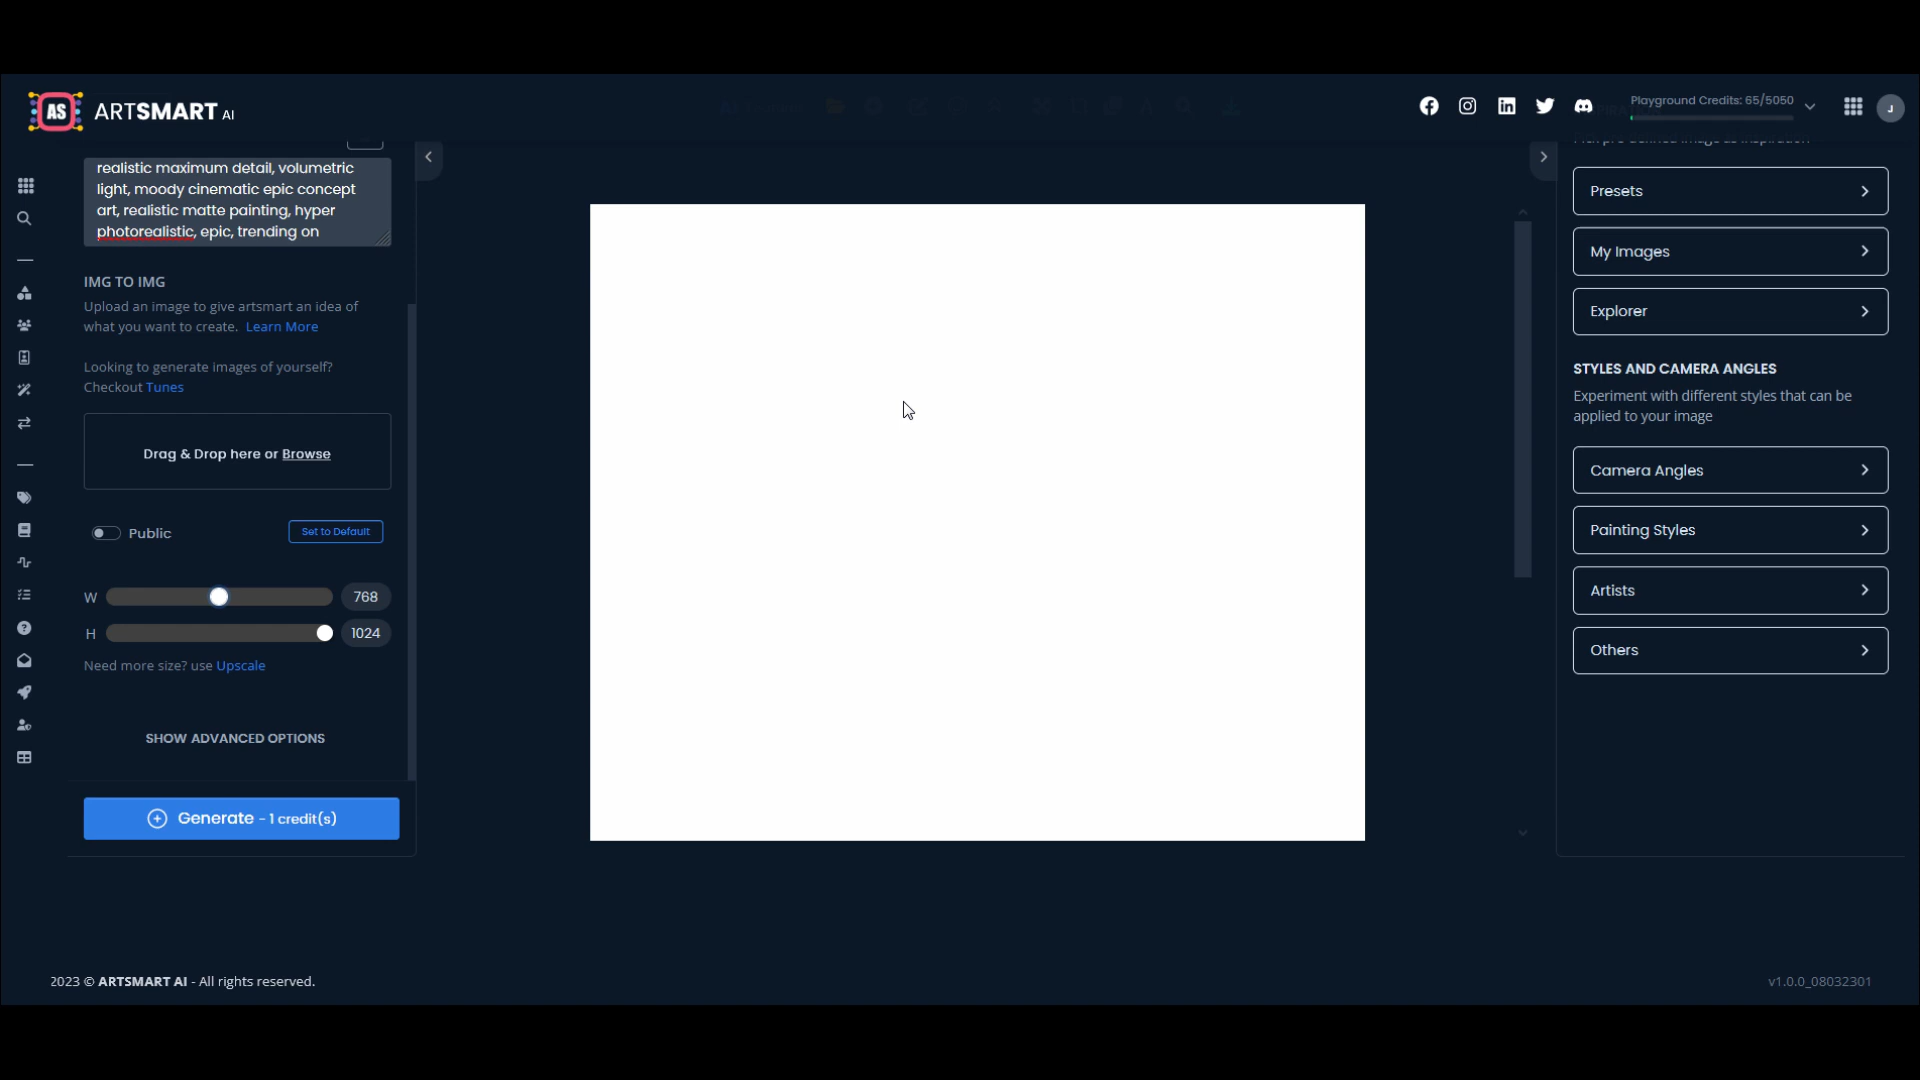 AS ARTSMART AI
Playground Credits: 65/5050
J
realistic maximum detail, volumetric
light, moody cinematic epic concept
art, realistic matte painting, hyper
photorealistic, epic, trending on
IMG TO IMG
Upload an image to give artsmart an idea of
what you want to create. Learn More
Looking to generate images of yourself?
Checkout Tunes
Drag & Drop here or Browse
Public
Set to Default
W 768
H 1024
Need more size? use Upscale
SHOW ADVANCED OPTIONS
Generate - 1 credit(s)
Presets
My Images
Explorer
STYLES AND CAMERA ANGLES
Experiment with different styles that can be
applied to your image
Camera Angles
Painting Styles
Artists
Others
2023 © ARTSMART AI - All rights reserved.
v1.0.0_08032301